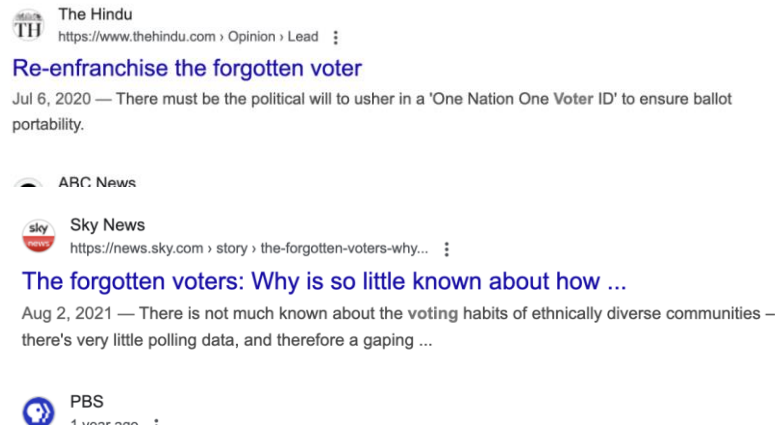 The Hindu
TH
https://www.thehindu.com › Opinion › Lead
Re-enfranchise the forgotten voter
Jul 6, 2020 — There must be the political will to usher in a 'One Nation One Voter ID' to ensure ballot
portability.
ABC News
Sky News
sky
news
https://news.sky.com › story › the-forgotten-voters-why...
The forgotten voters: Why is so little known about how ...
Aug 2, 2021 — There is not much known about the voting habits of ethnically diverse communities –
there's very little polling data, and therefore a gaping ...
PBS
1 year ago